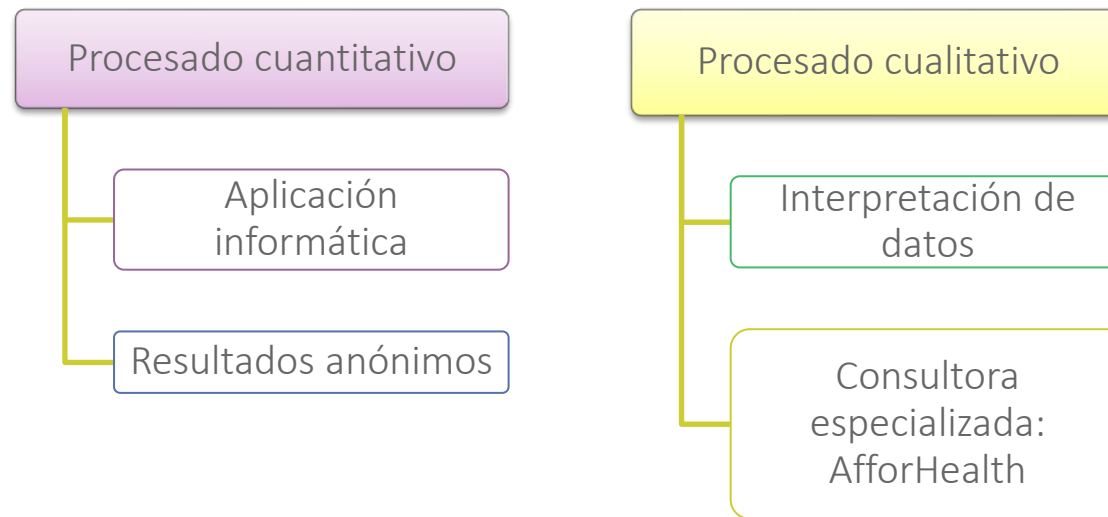 Procesado cuantitativo
Aplicación
informática
Resultados anónimos
Procesado cualitativo
Interpretación de
datos
Consultora
especializada:
AfforHealth